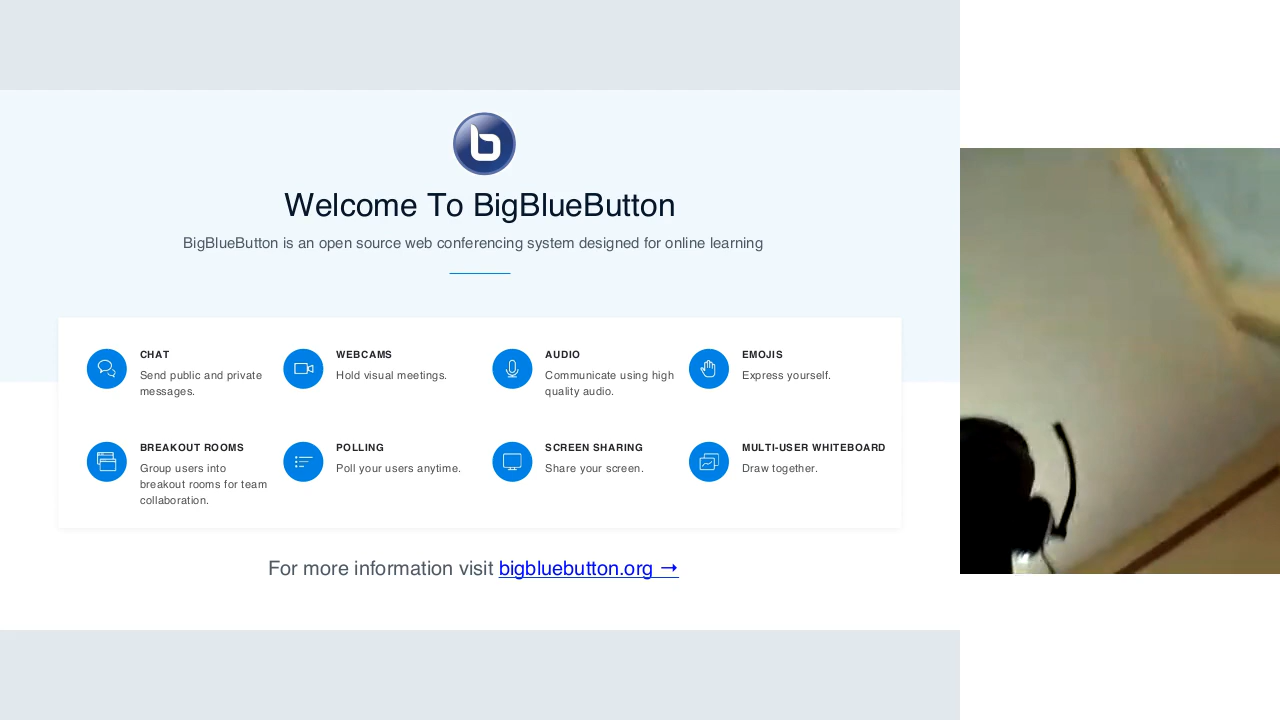 Welcome To BigBlueButton
BigBlueButton is an open source web conferencing system designed for online learning
CHAT
Send public and private
messages.
WEBCAMS
Hold visual meetings.
AUDIO
Communicate using high
quality audio.
EMOJIS
Express yourself.
BREAKOUT ROOMS
Group users into
breakout rooms for team
collaboration.
POLLING
Poll your users anytime.
SCREEN SHARING
Share your screen.
MULTI-USER WHITEBOARD
Draw together.
For more information visit bigbluebutton.org →